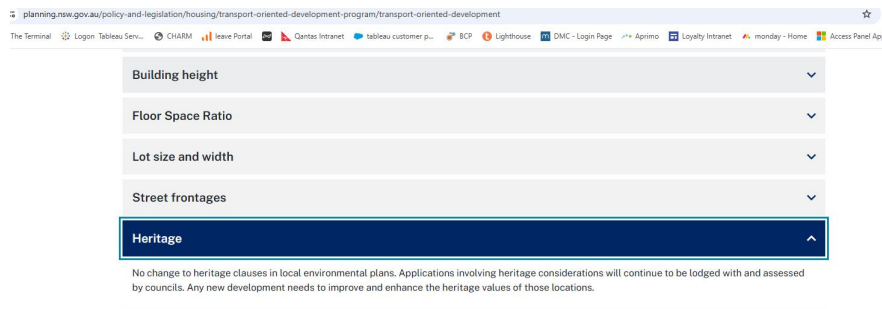 planning.nsw.gov.au/policy-and-legislation/housing/transport-oriented-development-program/transport-oriented-development
The Terminal Logon Tableau Serv... CHARM leave Portal Qantas Intranet tableau customer p... BCP Lighthouse DMC - Login Page Aprimo Loyalty Intranet monday - Home Access Panel Ap
Building height
Floor Space Ratio
Lot size and width
Street frontages
Heritage
No change to heritage clauses in local environmental plans. Applications involving heritage considerations will continue to be lodged with and assessed
by councils. Any new development needs to improve and enhance the heritage values of those locations.